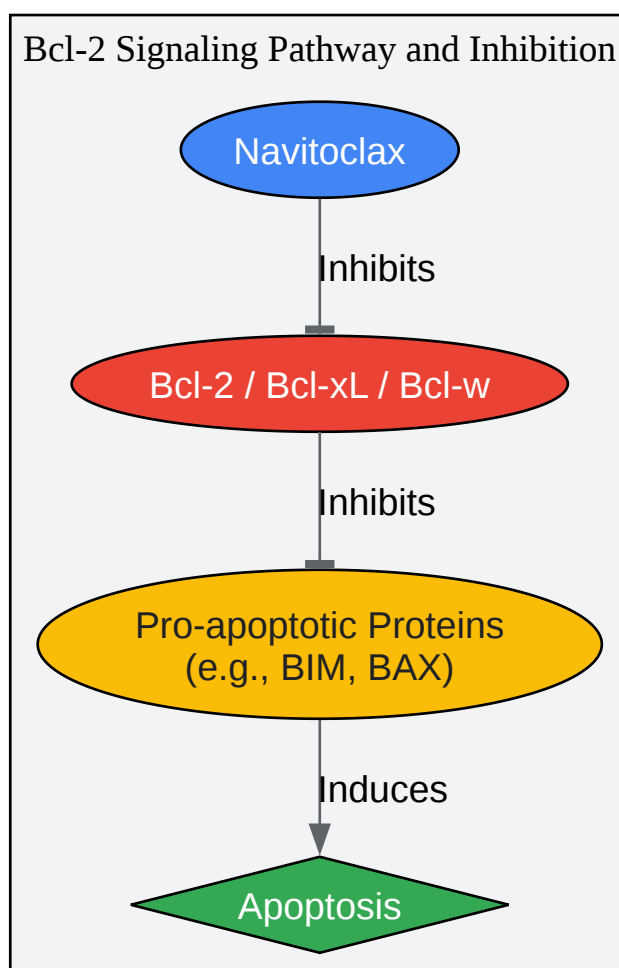 Bcl-2 Signaling Pathway and Inhibition
Navitoclax
Inhibits
Bcl-2 / Bcl-xL / Bcl-w
Inhibits
Pro-apoptotic Proteins
(e.g., BIM, BAX)
Induces
Apoptosis